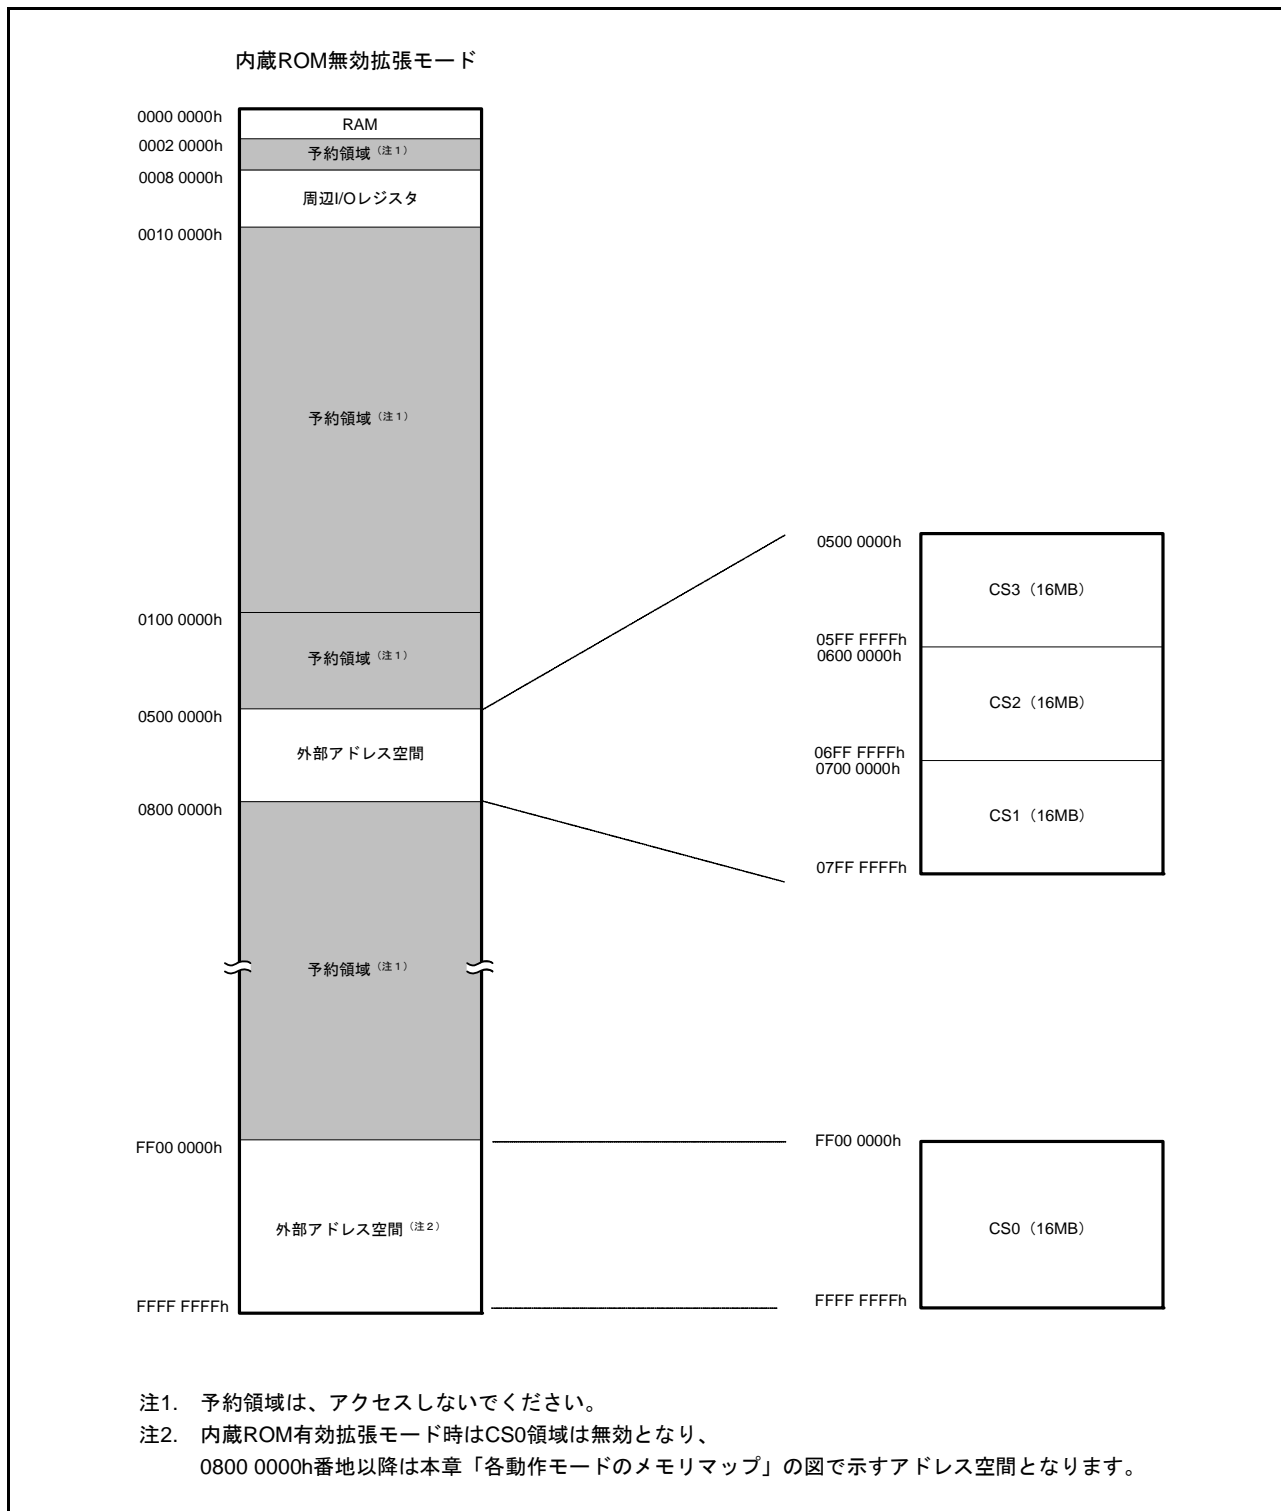 内蔵ROM無効拡張モード
0000 0000h
RAM
0002 0000h
予約領域（注1）
0008 0000h
周辺I/Oレジスタ
0010 0000h
予約領域（注1）
0100 0000h
予約領域（注1）
0500 0000h
外部アドレス空間
0800 0000h
予約領域（注1）
FF00 0000h
外部アドレス空間（注2）
FFFF FFFFh
0500 0000h
CS3（16MB）
05FF FFFFh
0600 0000h
CS2（16MB）
06FF FFFFh
0700 0000h
CS1（16MB）
07FF FFFFh
FF00 0000h
CS0（16MB）
FFFF FFFFh
注1. 予約領域は、アクセスしないでください。
注2. 内蔵ROM有効拡張モード時はCS0領域は無効となり、
0800 0000h番地以降は本章「各動作モードのメモリマップ」の図で示すアドレス空間となります。